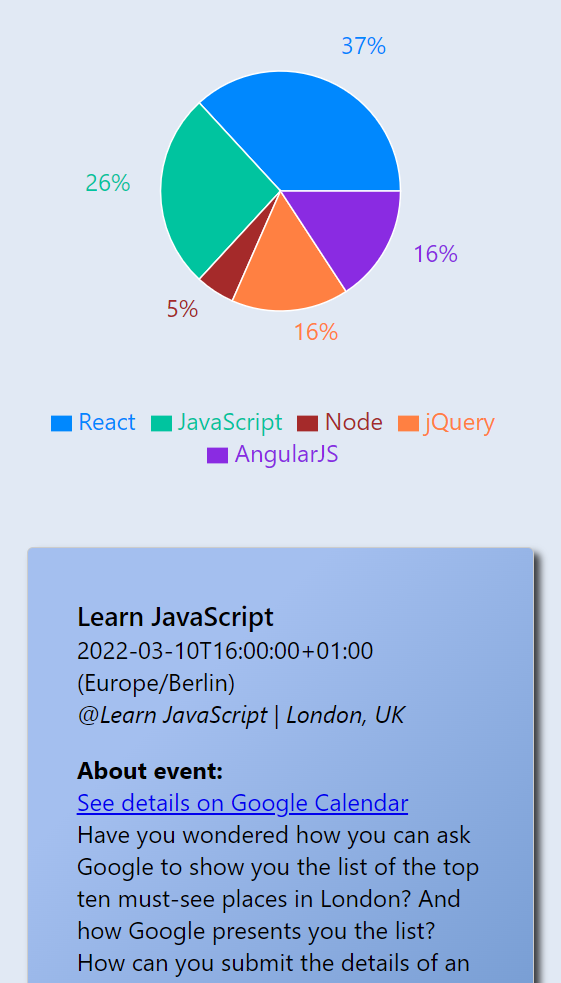 37%
26%
16%
5%
16%
React JavaScript Node jQuery
AngularJS
Learn JavaScript
2022-03-10T16:00:00+01:00
(Europe/Berlin)
@Learn JavaScript | London, UK
About event:
See details on Google Calendar
Have you wondered how you can ask
Google to show you the list of the top
ten must-see places in London? And
how Google presents you the list?
How can you submit the details of an